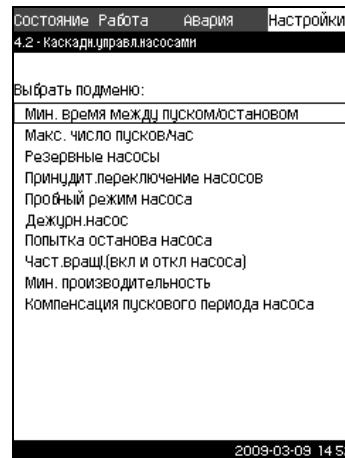 Состояние Работа Авария Настройки
4.2 - Каскадн.управл.насосами
Выбрать подменю:
Мин. время между пуском/остановом
Макс. число пусков/час
Резервные насосы
Принудит.переключение насосов
Пробный режим насоса
Дежурн.насос
Попытка останова насоса
Част.вращ.(вкл и откл насоса)
Мин. производительность
Компенсация пускового периода насоса
2009-03-09 14:5